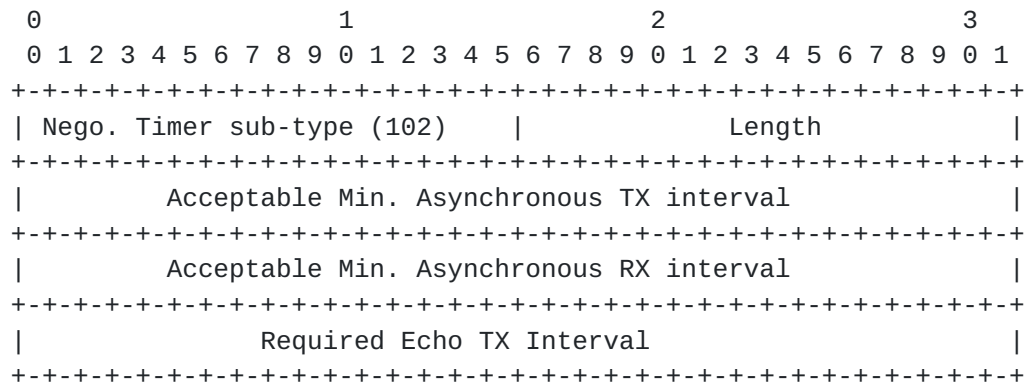 0                   1                   2                   3
0 1 2 3 4 5 6 7 8 9 0 1 2 3 4 5 6 7 8 9 0 1 2 3 4 5 6 7 8 9 0 1
+-+-+-+-+-+-+-+-+-+-+-+-+-+-+-+-+-+-+-+-+-+-+-+-+-+-+-+-+-+-+-+-+
| Nego. Timer sub-type (102)    |             Length            |
+-+-+-+-+-+-+-+-+-+-+-+-+-+-+-+-+-+-+-+-+-+-+-+-+-+-+-+-+-+-+-+-+
|         Acceptable Min. Asynchronous TX interval              |
+-+-+-+-+-+-+-+-+-+-+-+-+-+-+-+-+-+-+-+-+-+-+-+-+-+-+-+-+-+-+-+-+
|         Acceptable Min. Asynchronous RX interval              |
+-+-+-+-+-+-+-+-+-+-+-+-+-+-+-+-+-+-+-+-+-+-+-+-+-+-+-+-+-+-+-+-+
|               Required Echo TX Interval                       |
+-+-+-+-+-+-+-+-+-+-+-+-+-+-+-+-+-+-+-+-+-+-+-+-+-+-+-+-+-+-+-+-+